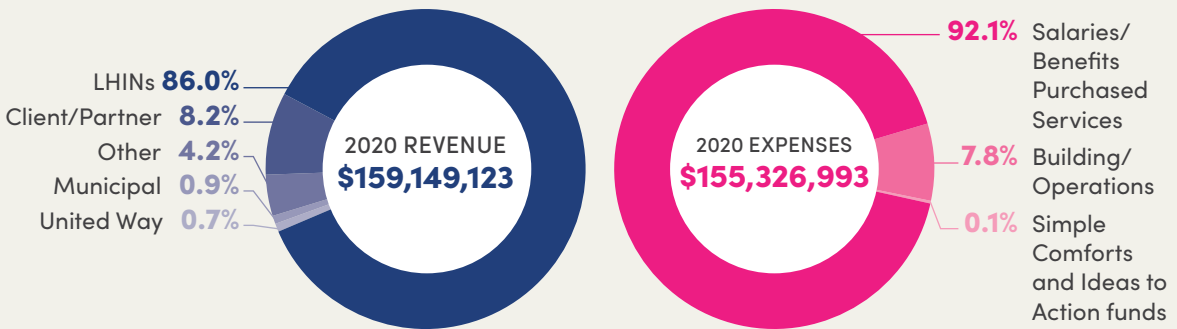 LHINs 86.0%
Client/Partner 8.2%
Other 4.2%
Municipal 0.9%
United Way 0.7%
2020 REVENUE
$159,149,123
2020 EXPENSES
$155,326,993
92.1% Salaries/
Benefits
Purchased
Services
7.8% Building/
Operations
0.1% Simple
Comforts
and Ideas to
Action funds